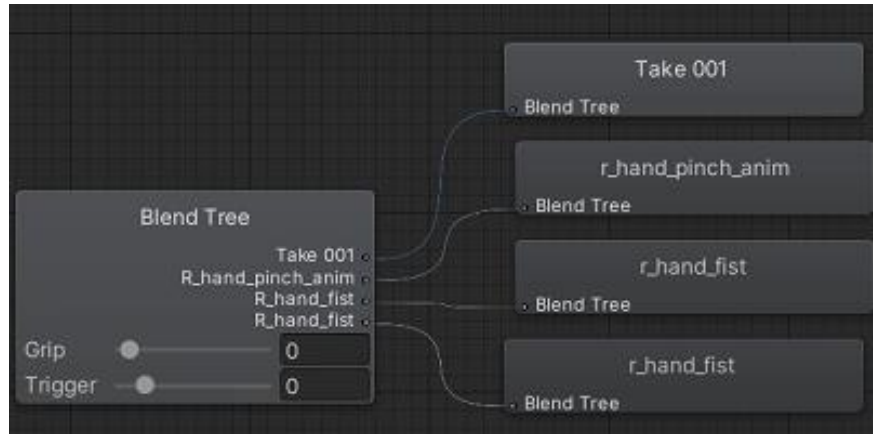 Take 001
Blend Tree
r_hand_pinch_anim
Blend Tree
Blend Tree
Take 001
R_hand_pinch_anim
R_hand_fist
R_hand_fist
Grip 0
Trigger 0
r_hand_fist
Blend Tree
r_hand_fist
Blend Tree